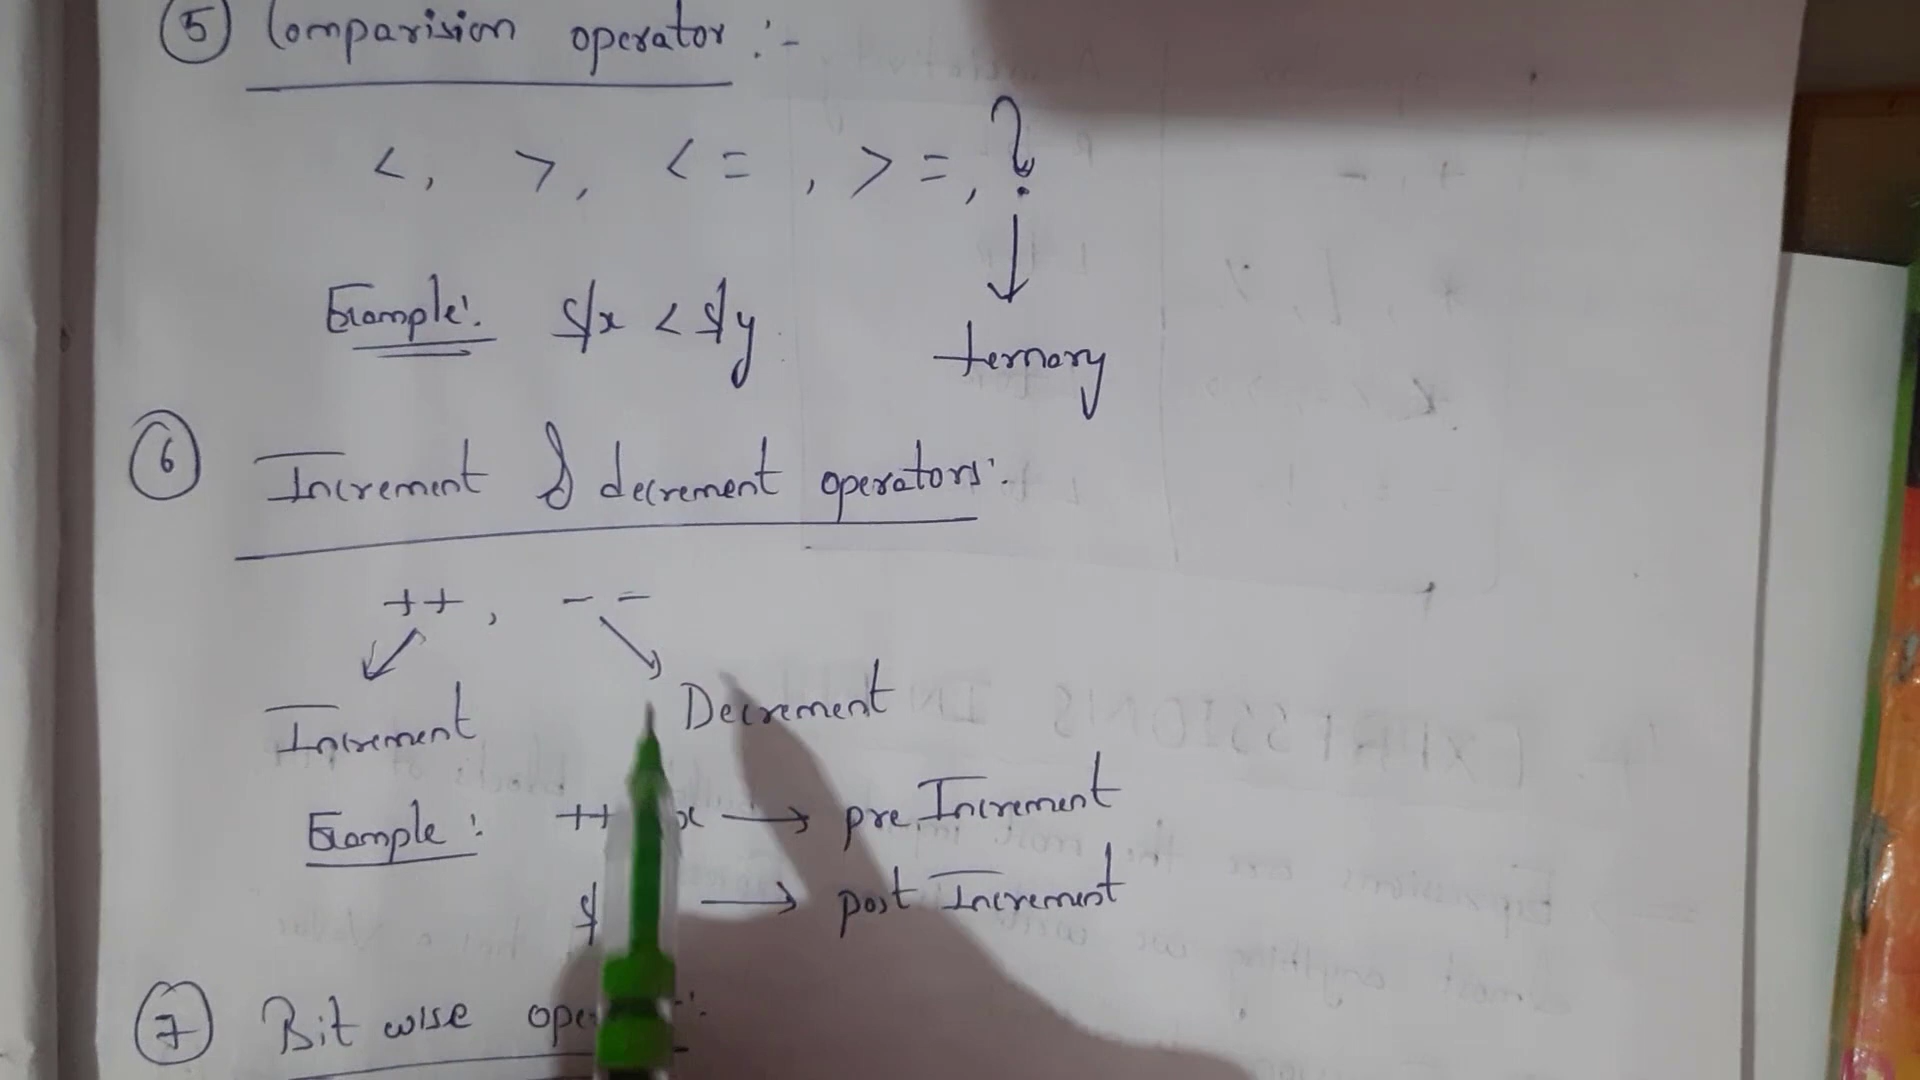 ⑤ Comparision operator :-
<, >, < = , > =, ?
Example: $x < $y
ternary
⑥ Increment & decrement operators:
++, --
Increment
Decrement
Example: ++ x → pre Increment
$ → post Increment
⑦ Bit wise